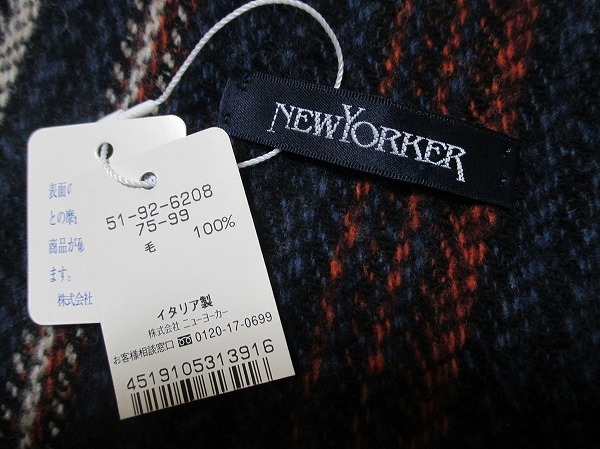 NEWYORKER
表面の
との摩
商品が破
ます。
株式会
51-92-6208
75-99
毛 100%
イタリア製
株式会社 ニューヨーカー
お客様相談窓口 0120-17-0699
4519105313916